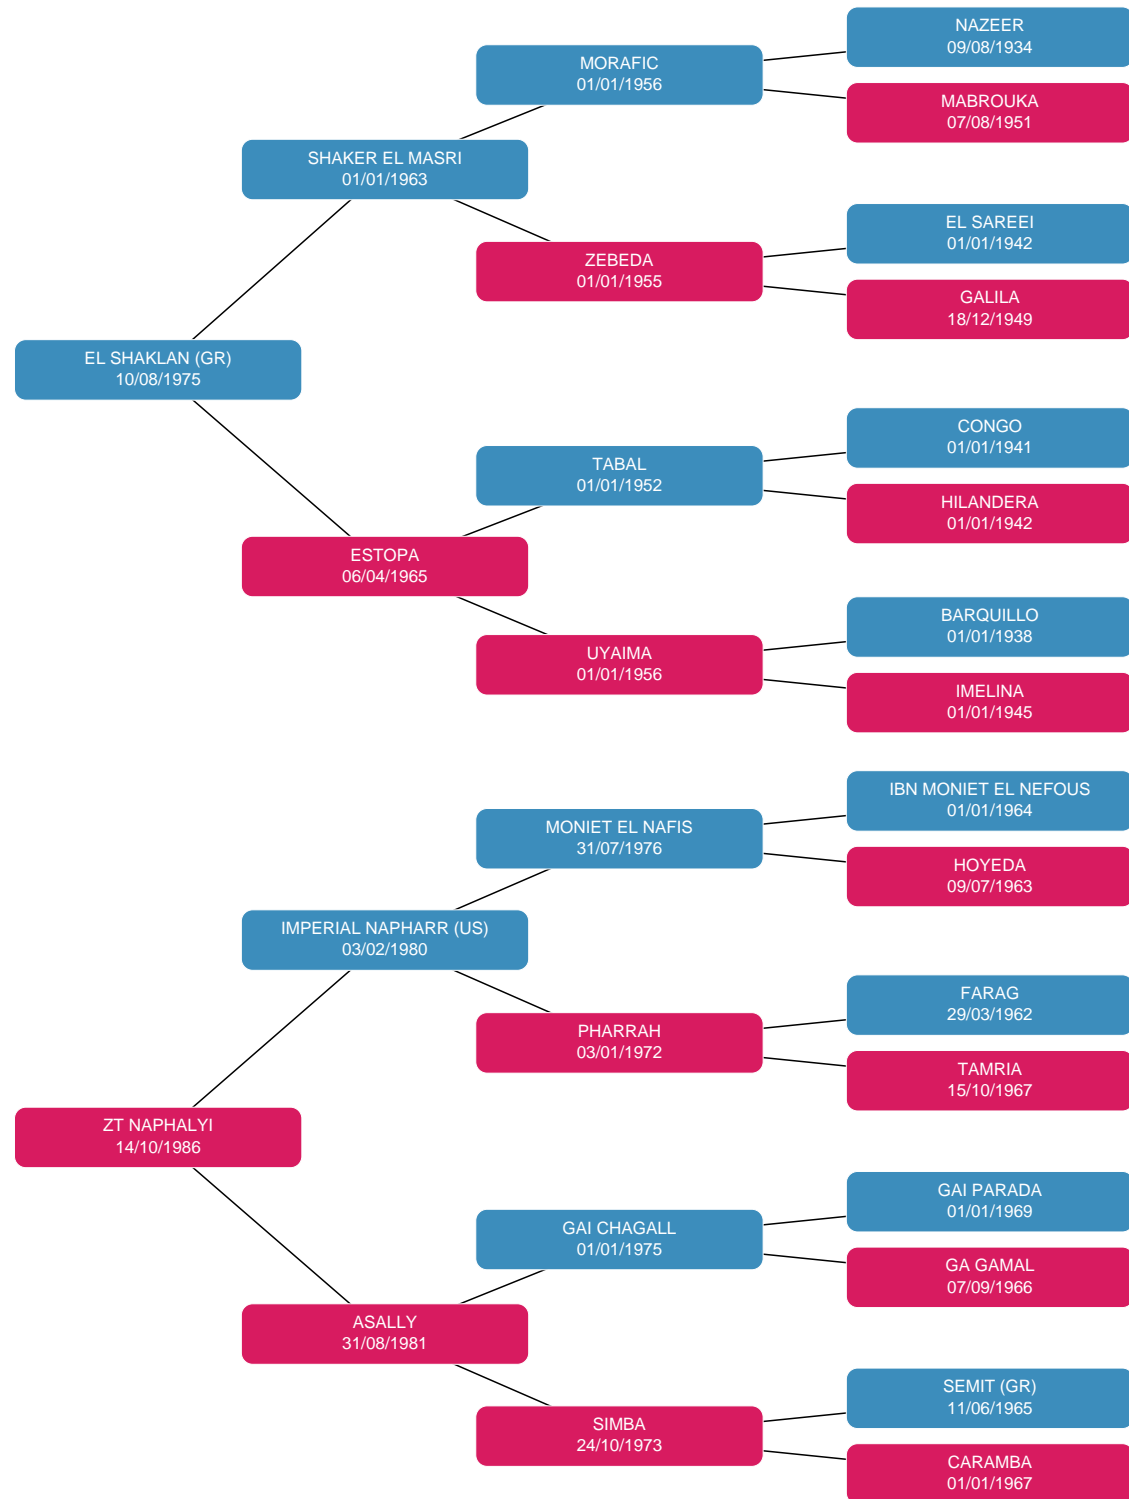 NAZEER
09/08/1934
MORAFIC
01/01/1956
MABROUKA
07/08/1951
SHAKER EL MASRI
01/01/1963
EL SAREEI
01/01/1942
ZEBEDA
01/01/1955
GALILA
18/12/1949
EL SHAKLAN (GR)
10/08/1975
CONGO
01/01/1941
TABAL
01/01/1952
HILANDERA
01/01/1942
ESTOPA
06/04/1965
BARQUILLO
01/01/1938
UYAIMA
01/01/1956
IMELINA
01/01/1945
IBN MONIET EL NEFOUS
01/01/1964
MONIET EL NAFIS
31/07/1976
HOYEDA
09/07/1963
IMPERIAL NAPHARR (US)
03/02/1980
FARAG
29/03/1962
PHARRAH
03/01/1972
TAMRIA
15/10/1967
ZT NAPHALYI
14/10/1986
GAI PARADA
01/01/1969
GAI CHAGALL
01/01/1975
GA GAMAL
07/09/1966
ASALLY
31/08/1981
SEMIT (GR)
11/06/1965
SIMBA
24/10/1973
CARAMBA
01/01/1967